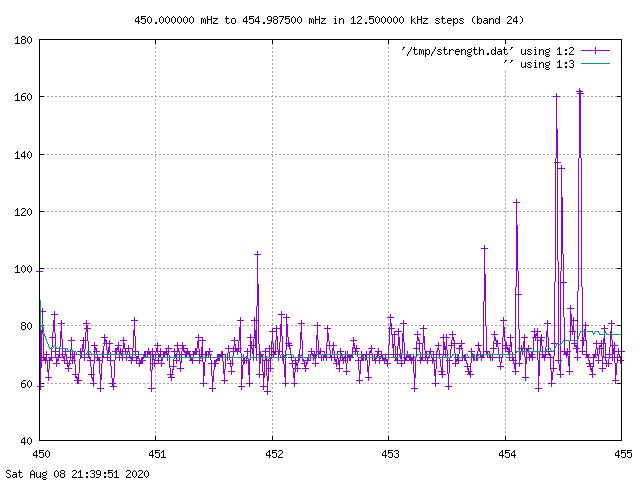 450.000000 mHz to 454.987500 mHz in 12.500000 kHz steps (band 24)
180
'/tmp/strength.dat' using 1:2
'' using 1:3
160
140
120
100
80
60
40
450 451 452 453 454 455
Sat Aug 08 21:39:51 2020